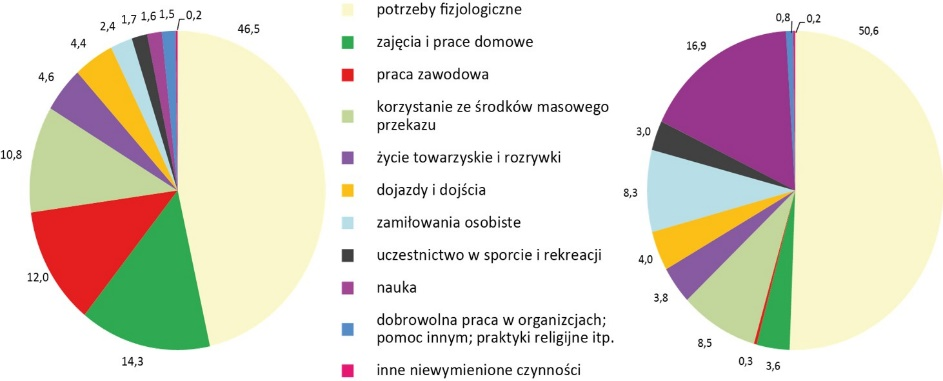 46,5
14,3
12,0
10,8
4,6
4,4
2,4
1,7
1,6
1,5
0,2
potrzeby fizjologiczne
zajęcia i prace domowe
praca zawodowa
korzystanie ze środków masowego
przekazu
życie towarzyskie i rozrywki
dojazdy i dojścia
zamiłowania osobiste
uczestnictwo w sporcie i rekreacji
nauka
dobrowolna praca w organizcjach;
pomoc innym; praktyki religijne itp.
inne niewymienione czynności
50,6
3,6
0,3
8,5
3,8
4,0
8,3
3,0
16,9
0,8
0,2